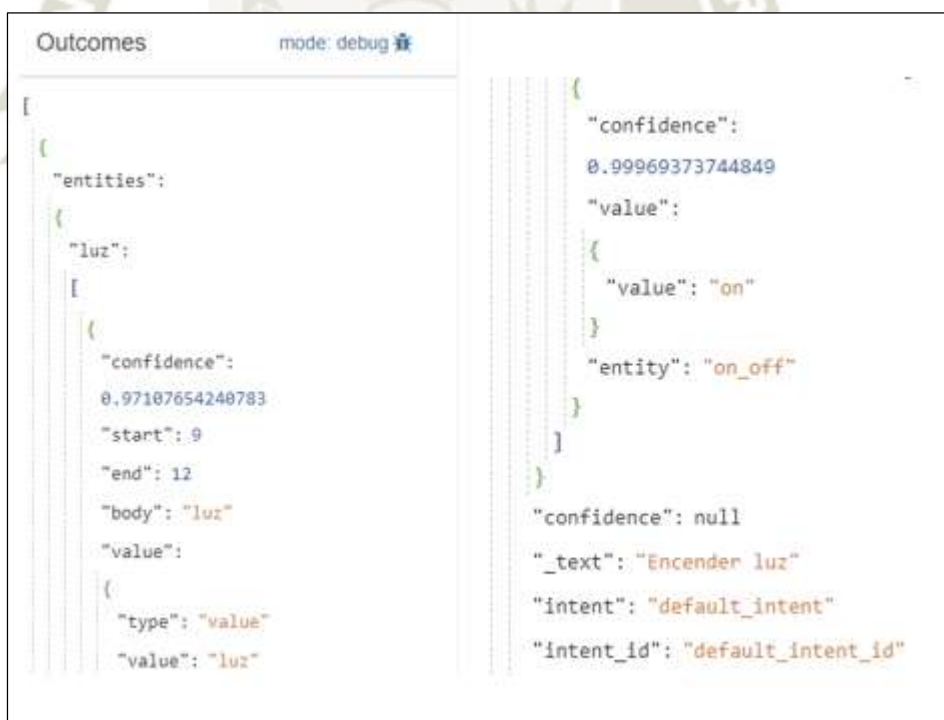 Outcomes mode: debug
[
{
"entities":
{
"luz":
[
{
"confidence":
0.97107654240783
"start": 9
"end": 12
"body": "luz"
"value":
{
"type": "value"
"value": "luz"
{
"confidence":
0.99969373744849
"value":
{
"value": "on"
}
"entity": "on_off"
}
]
}
"confidence": null
"_text": "Encender luz"
"intent": "default_intent"
"intent_id": "default_intent_id"